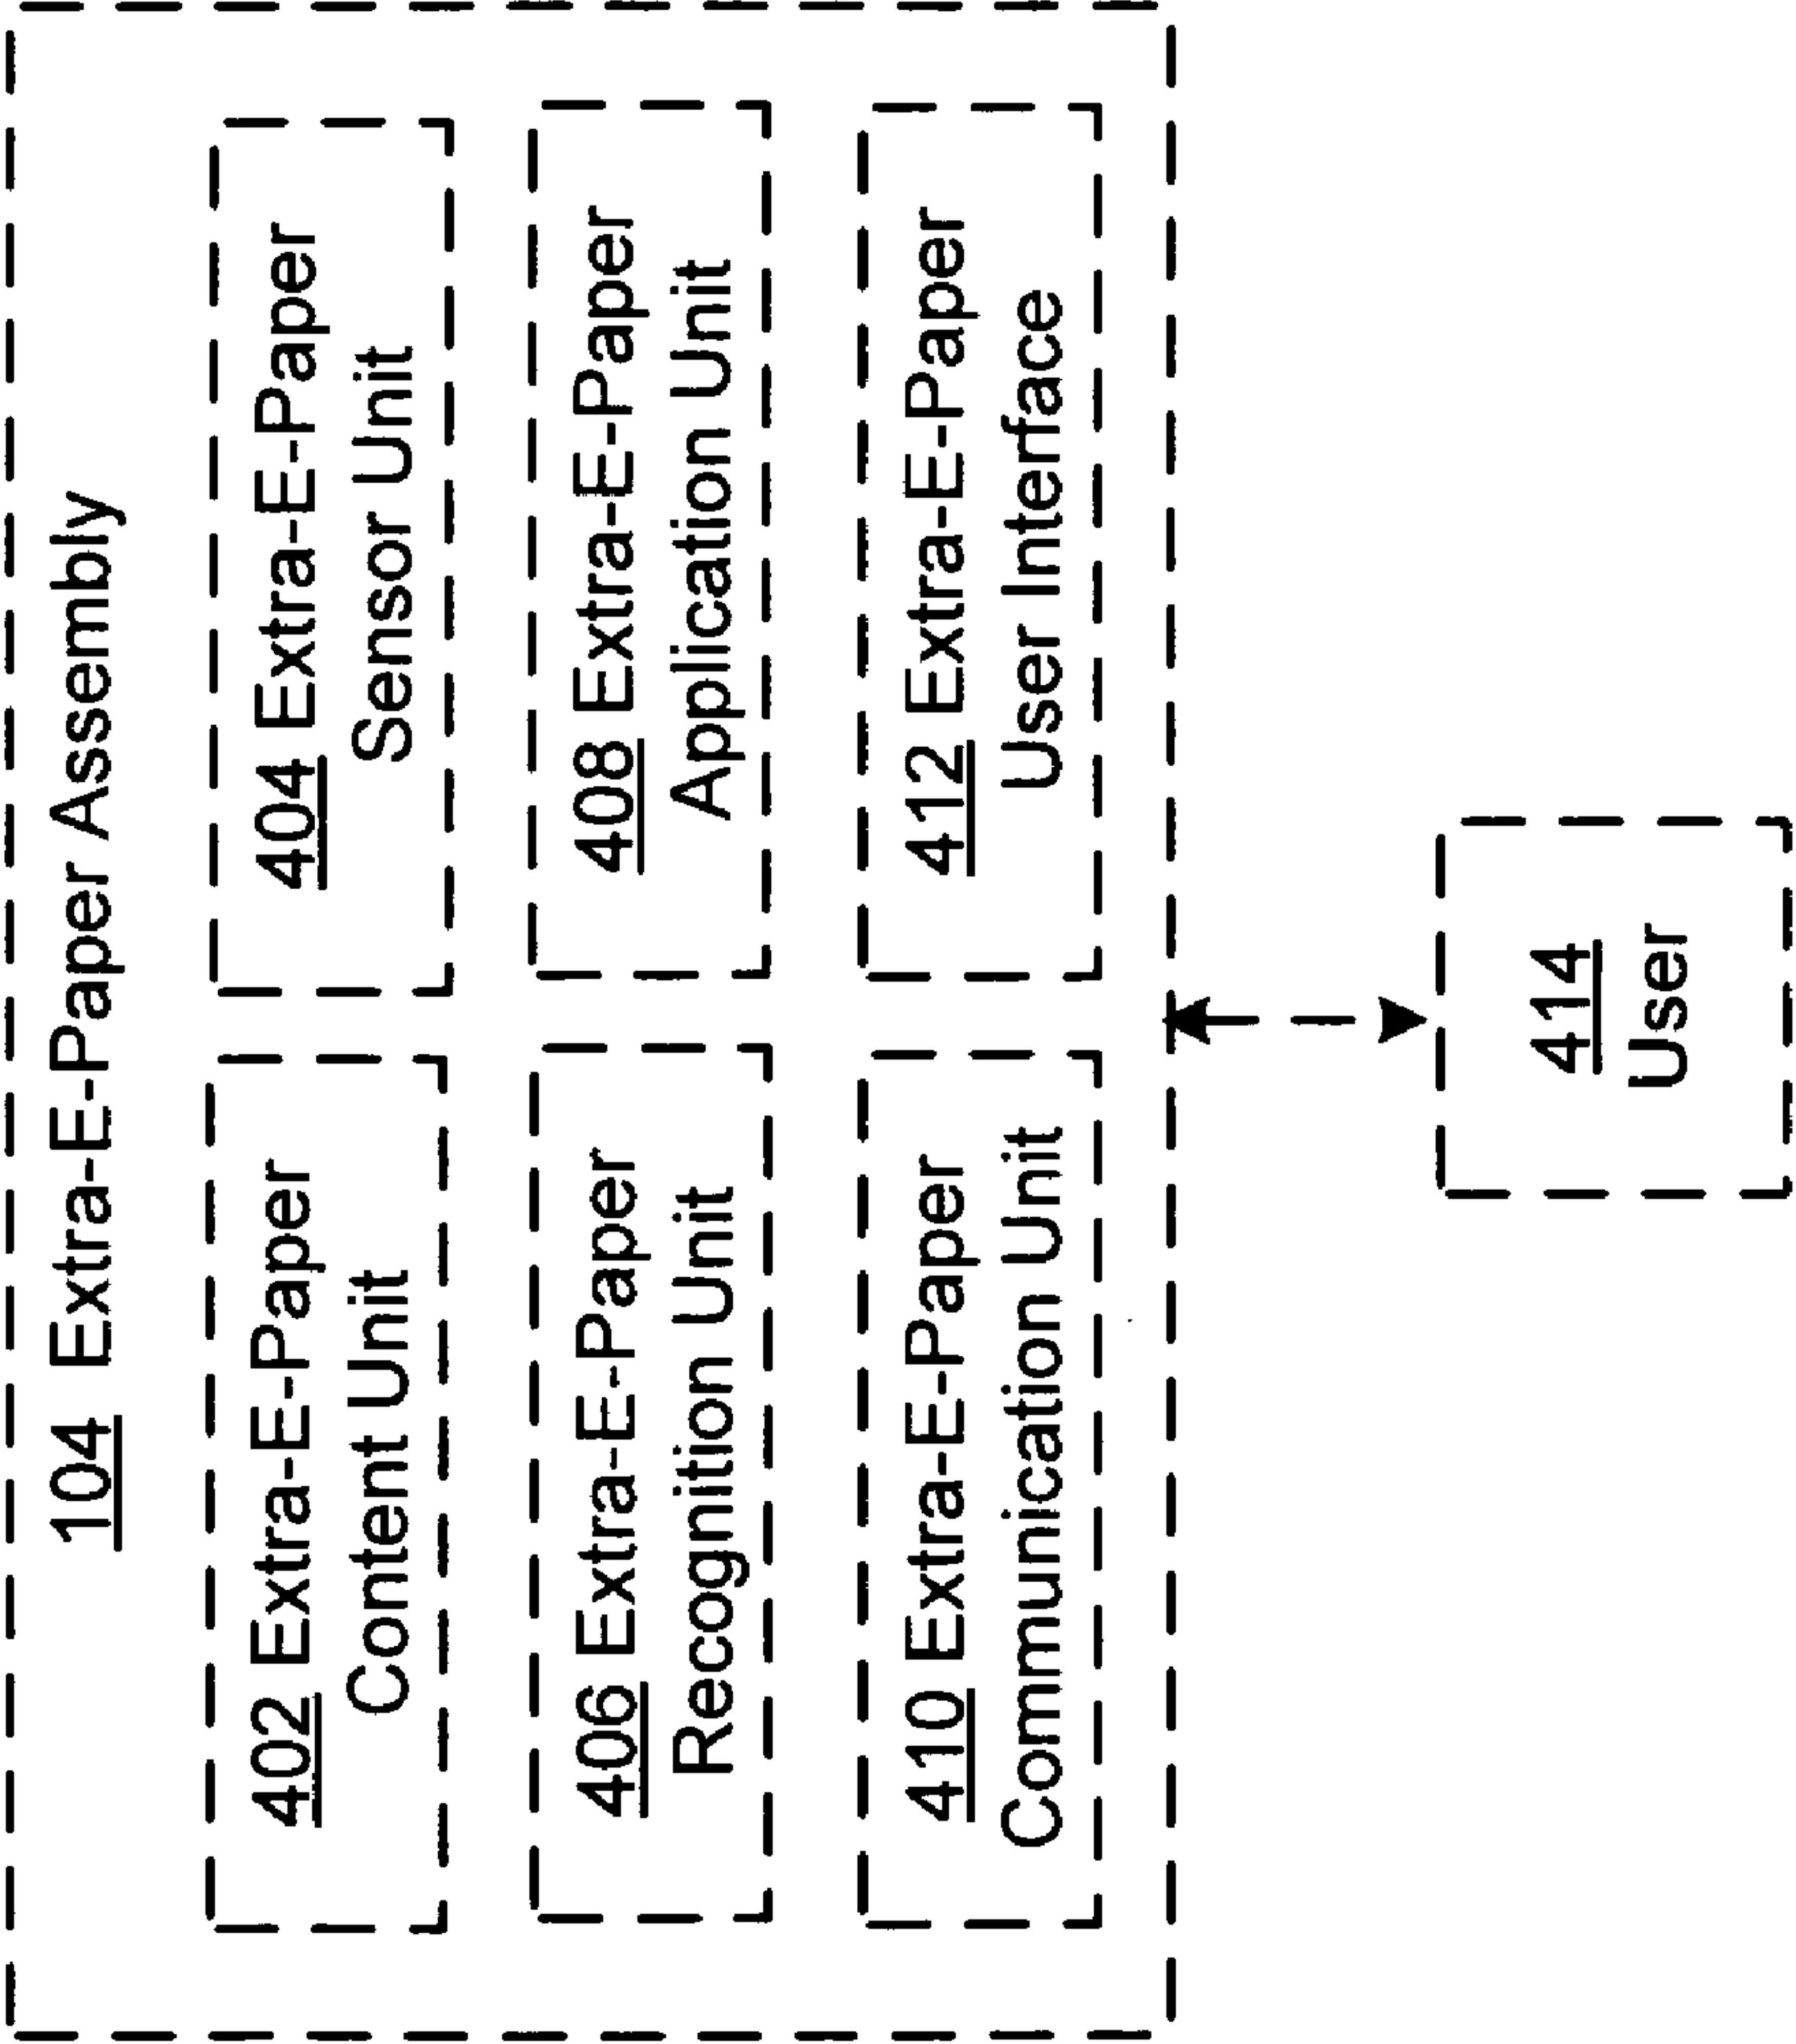 104 Extra-E-Paper Assembly
402 Extra-E-Paper
Content Unit
404 Extra-E-Paper
Sensor Unit
406 Extra-E-Paper
Recognition Unit
408 Extra-E-Paper
Application Unit
410 Extra-E-Paper
Communication Unit
412 Extra-E-Paper
User Interface
414
User